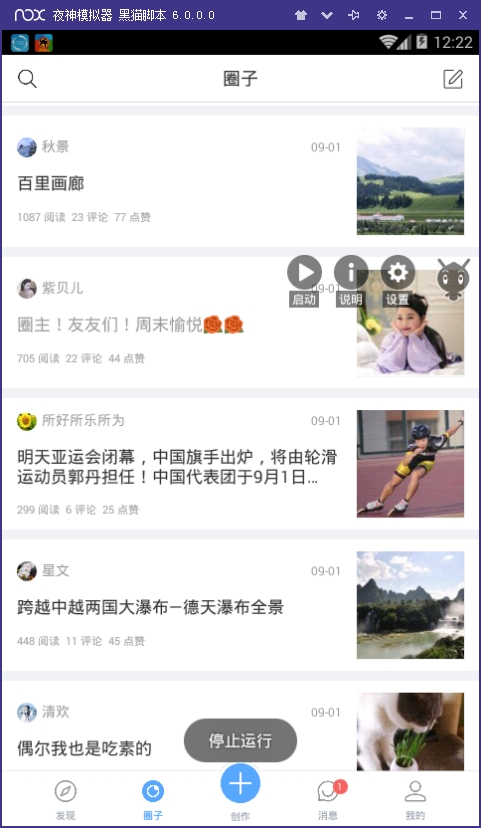 nox 夜神模拟器 黑猫脚本 6.0.0.0
12:22
圈子
秋景
09-01
百里画廊
1087 阅读 23 评论 77 点赞
紫贝儿
09-01
启动 说明 设置
圈主！友友们！周末愉悦🌹🌹
705 阅读 22 评论 44 点赞
所好所乐所为
09-01
明天亚运会闭幕，中国旗手出炉，将由轮滑
运动员郭丹担任！中国代表团于9月1日...
299 阅读 6 评论 25 点赞
星文
09-01
跨越中越两国大瀑布—德天瀑布全景
448 阅读 11 评论 45 点赞
清欢
09-01
偶尔我也是吃素的
停止运行
1
发现 圈子 创作 消息 我的